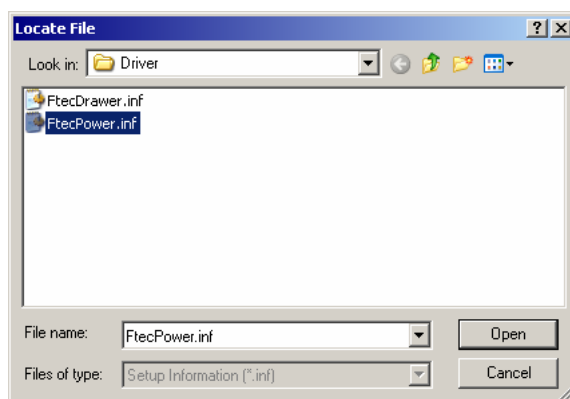 Locate File
Look in: Driver
FtecDrawer.inf
FtecPower.inf
File name: FtecPower.inf Open
Files of type: Setup Information (*.inf) Cancel